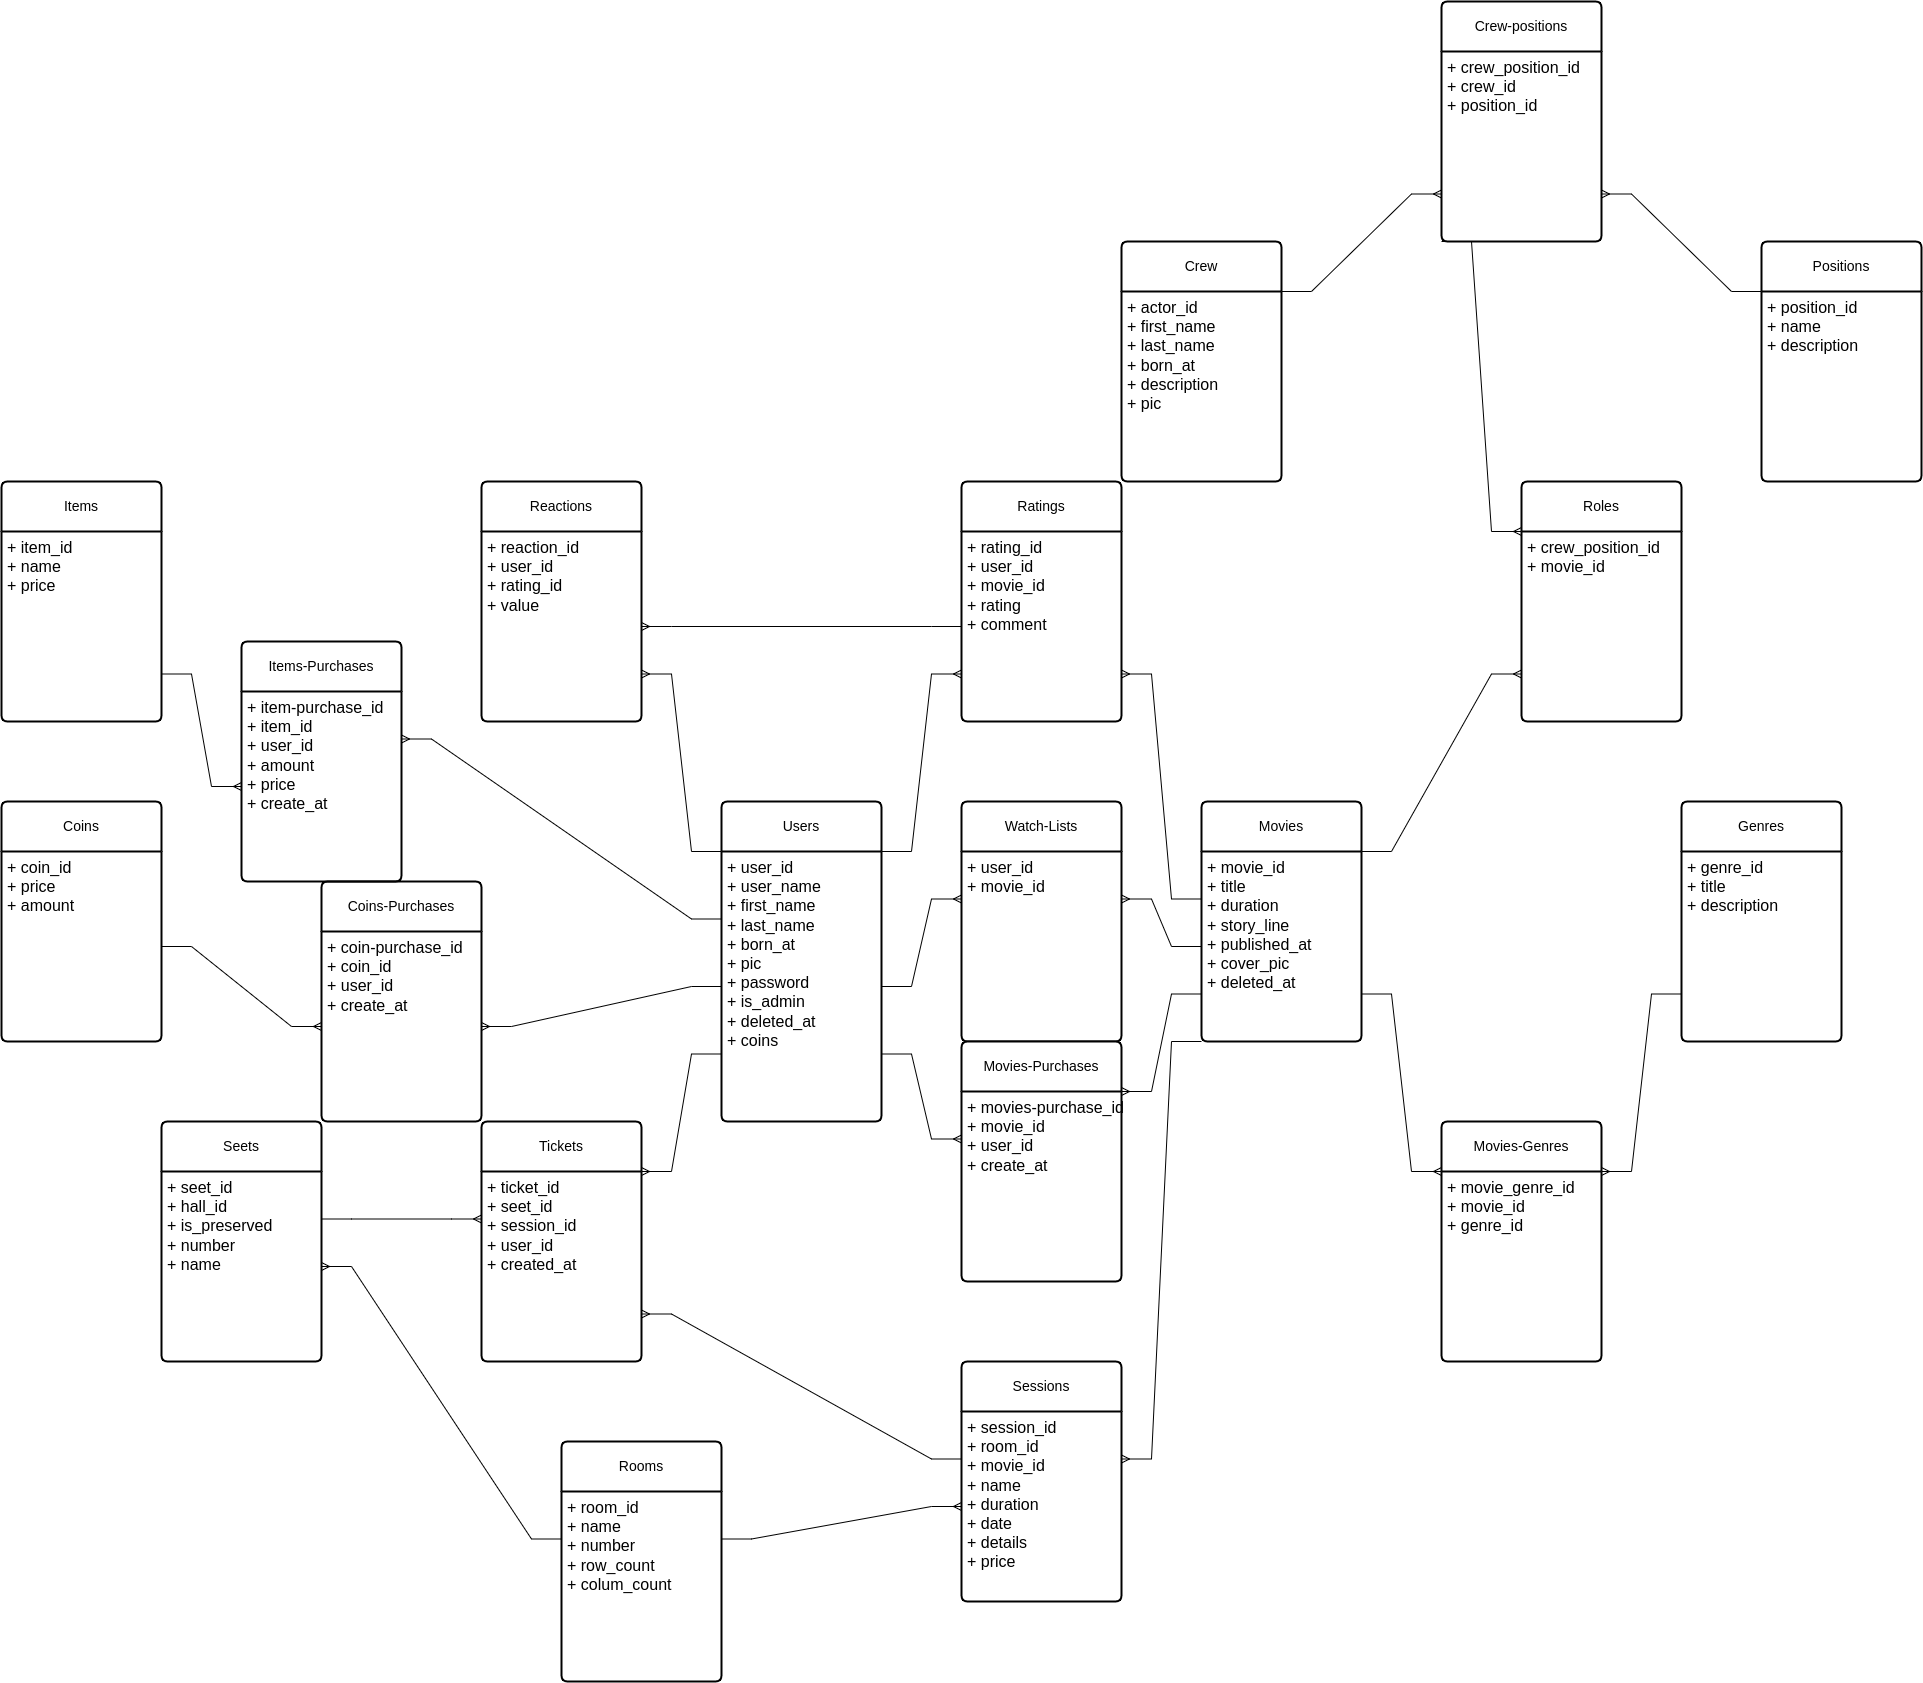 Crew-positions
+ crew_position_id
+ crew_id
+ position_id
Crew
+ actor_id
+ first_name
+ last_name
+ born_at
+ description
+ pic
Positions
+ position_id
+ name
+ description
Items
+ item_id
+ name
+ price
Reactions
+ reaction_id
+ user_id
+ rating_id
+ value
Ratings
+ rating_id
+ user_id
+ movie_id
+ rating
+ comment
Roles
+ crew_position_id
+ movie_id
Items-Purchases
+ item-purchase_id
+ item_id
+ user_id
+ amount
+ price
+ create_at
Coins
+ coin_id
+ price
+ amount
Coins-Purchases
+ coin-purchase_id
+ coin_id
+ user_id
+ create_at
Users
+ user_id
+ user_name
+ first_name
+ last_name
+ born_at
+ pic
+ password
+ is_admin
+ deleted_at
+ coins
Watch-Lists
+ user_id
+ movie_id
Movies
+ movie_id
+ title
+ duration
+ story_line
+ published_at
+ cover_pic
+ deleted_at
Genres
+ genre_id
+ title
+ description
Movies-Purchases
+ movies-purchase_id
+ movie_id
+ user_id
+ create_at
Seets
+ seet_id
+ hall_id
+ is_preserved
+ number
+ name
Tickets
+ ticket_id
+ seet_id
+ session_id
+ user_id
+ created_at
Movies-Genres
+ movie_genre_id
+ movie_id
+ genre_id
Sessions
+ session_id
+ room_id
+ movie_id
+ name
+ duration
+ date
+ details
+ price
Rooms
+ room_id
+ name
+ number
+ row_count
+ colum_count